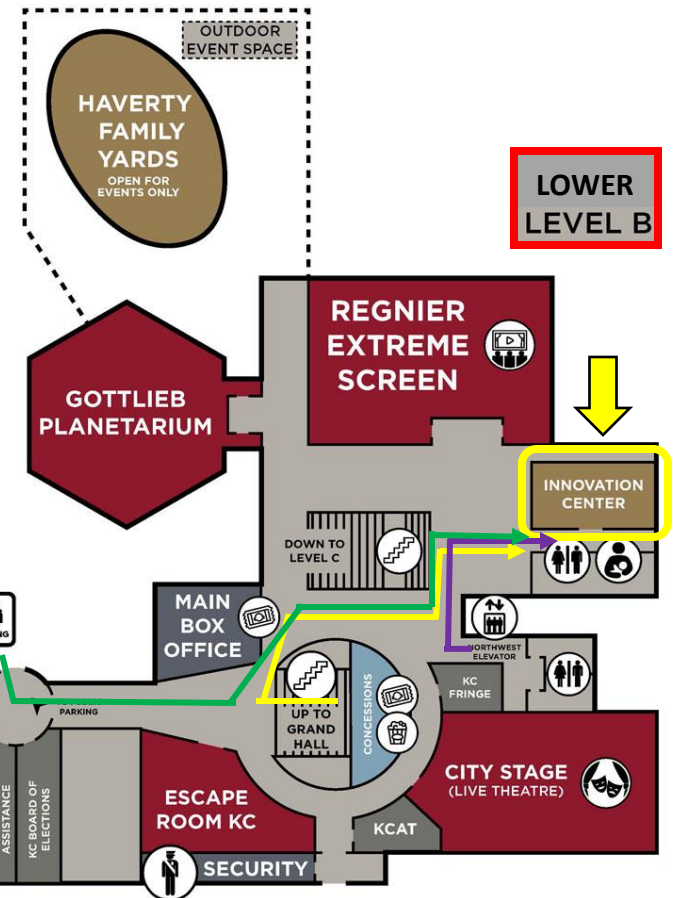 OUTDOOR
EVENT SPACE
HAVERTY
FAMILY
YARDS
OPEN FOR
EVENTS ONLY
LOWER
LEVEL B
REGNIER
EXTREME
SCREEN
GOTTLIEB
PLANETARIUM
INNOVATION
CENTER
DOWN TO
LEVEL C
MAIN
BOX
OFFICE
NORTHWEST
ELEVATOR
KC
FRINGE
PARKING
UP TO
GRAND
HALL
CONCESSIONS
CITY STAGE
(LIVE THEATRE)
ESCAPE
ROOM KC
KCAT
ASSISTANCE
KC BOARD OF
ELECTIONS
SECURITY